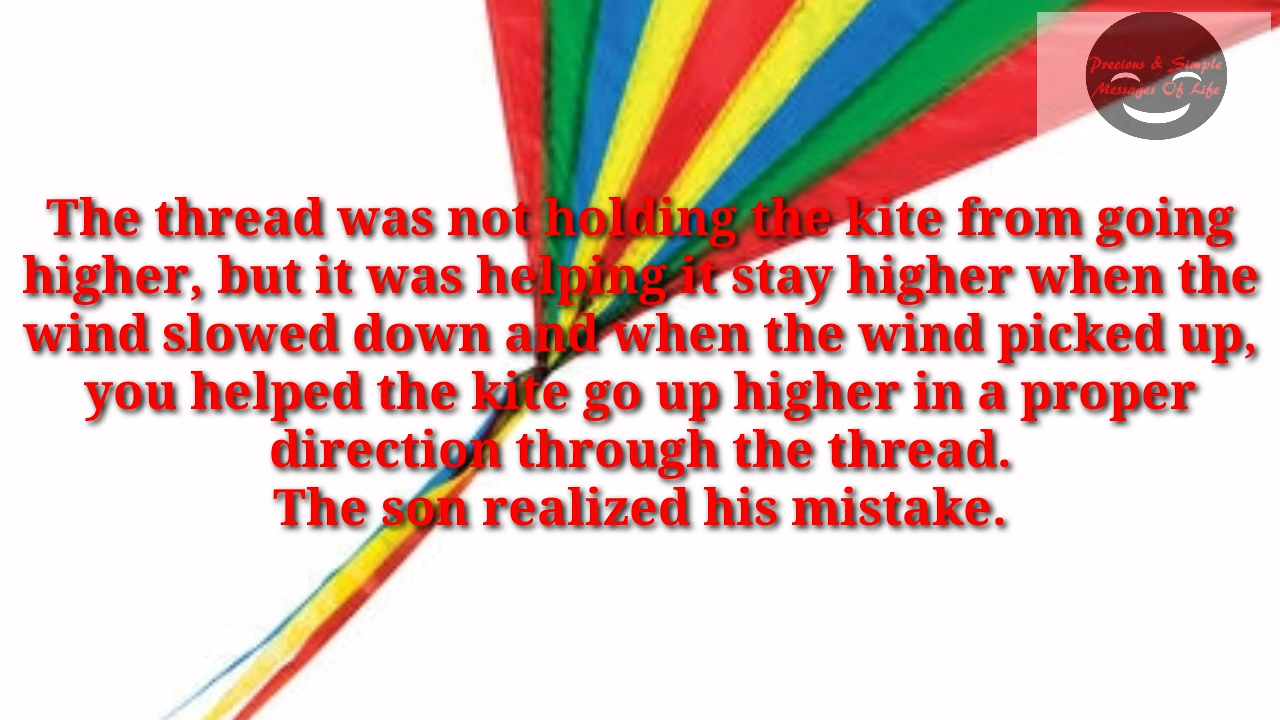 Precious & Simple
Messages Of Life
The thread was not holding the kite from going
higher, but it was helping it stay higher when the
wind slowed down and when the wind picked up,
you helped the kite go up higher in a proper
direction through the thread.
The son realized his mistake.